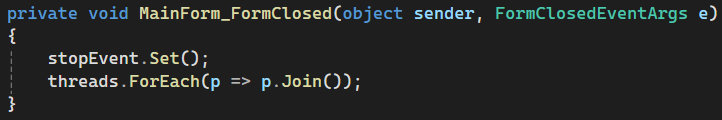 private void MainForm_FormClosed(object sender, FormClosedEventArgs e)
{
    stopEvent.Set();
    threads.ForEach(p => p.Join());
}